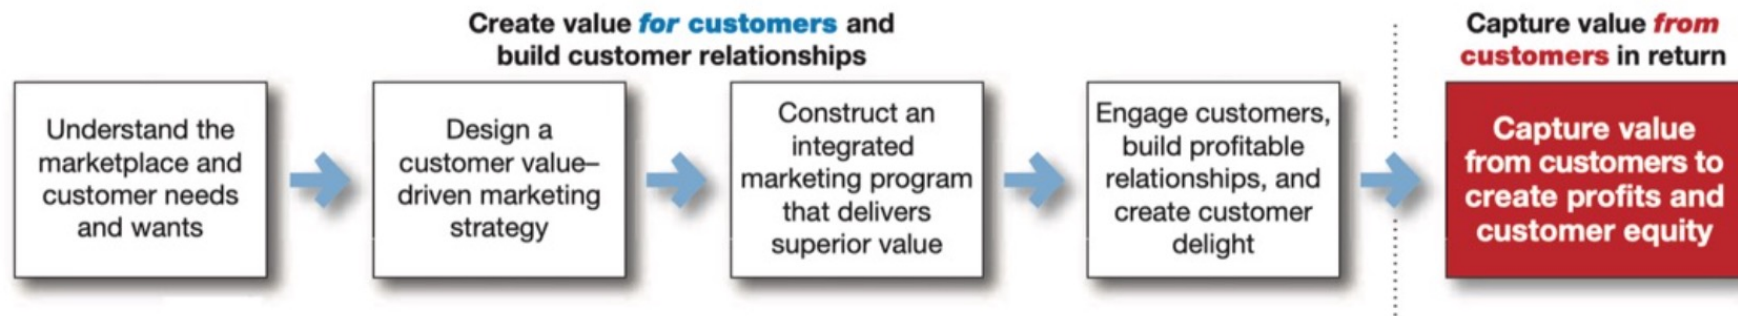 Create value for customers and
build customer relationships
Capture value from
customers in return
Understand the
marketplace and
customer needs
and wants
Design a
customer value–
driven marketing
strategy
Construct an
integrated
marketing program
that delivers
superior value
Engage customers,
build profitable
relationships, and
create customer
delight
Capture value
from customers to
create profits and
customer equity